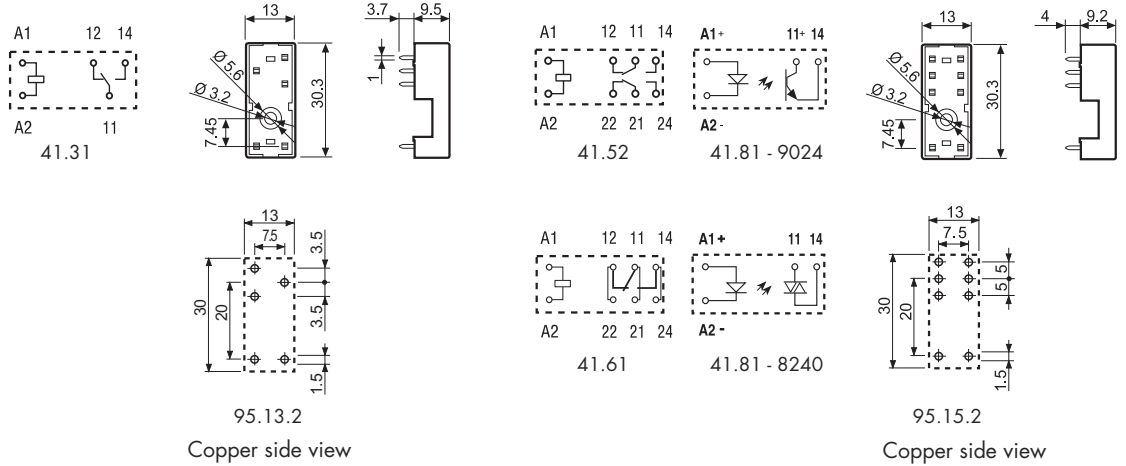 13
3.7 9.5
A1 12 14
Ø 5.6
Ø 3.2
7.45
30.3
1
A2 11
41.31
A1 12 11 14
A2 22 21 24
41.52
A1+ 11+ 14
A2 -
41.81 - 9024
13
4 9.2
Ø 5.6
Ø 3.2
7.45
30.3
13
7.5
3.5
30
20
3.5
1.5
95.13.2
Copper side view
A1 12 11 14
A2 22 21 24
41.61
A1 + 11 14
A2 -
41.81 - 8240
13
7.5
5
30
20
5
1.5
95.15.2
Copper side view